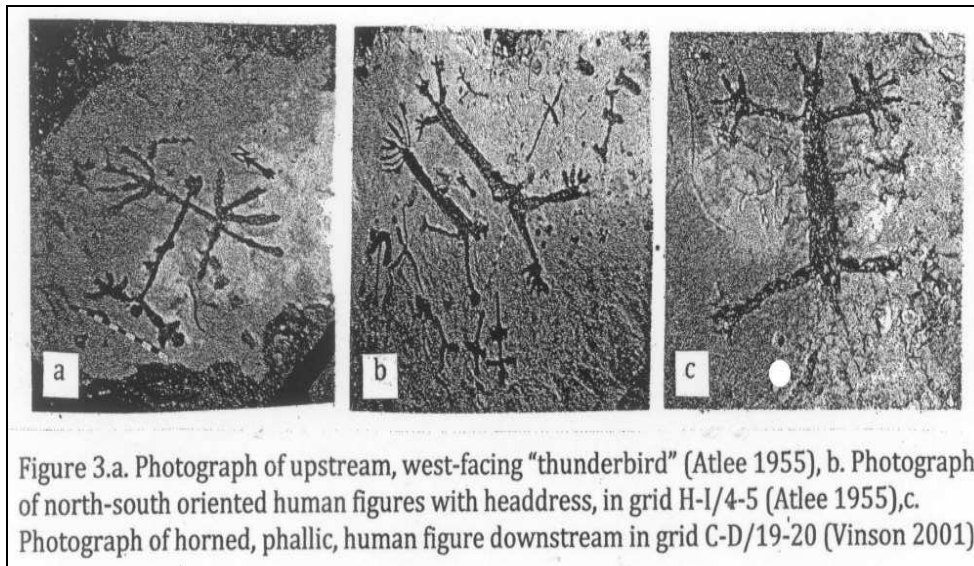 a
b
c
Figure 3.a. Photograph of upstream, west-facing “thunderbird” (Atlee 1955), b. Photograph
of north-south oriented human figures with headdress, in grid H-I/4-5 (Atlee 1955),c.
Photograph of horned, phallic, human figure downstream in grid C-D/19-20 (Vinson 2001)